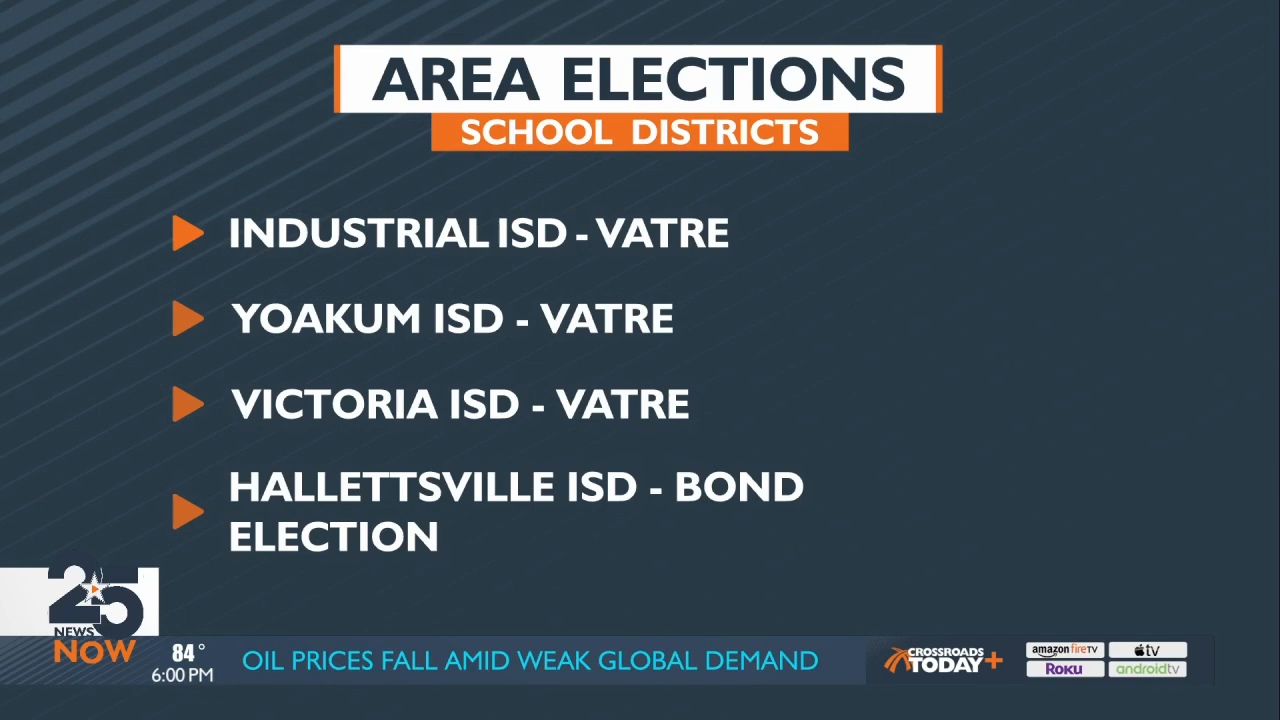 AREA ELECTIONS
SCHOOL DISTRICTS
INDUSTRIAL ISD - VATRE
YOAKUM ISD - VATRE
VICTORIA ISD - VATRE
HALLETTSVILLE ISD - BOND
ELECTION
25
NEWS
NOW
84°
6:00 PM
OIL PRICES FALL AMID WEAK GLOBAL DEMAND
CROSSROADS
TODAY+
amazon fireTV
tv
ROKU
androidtv